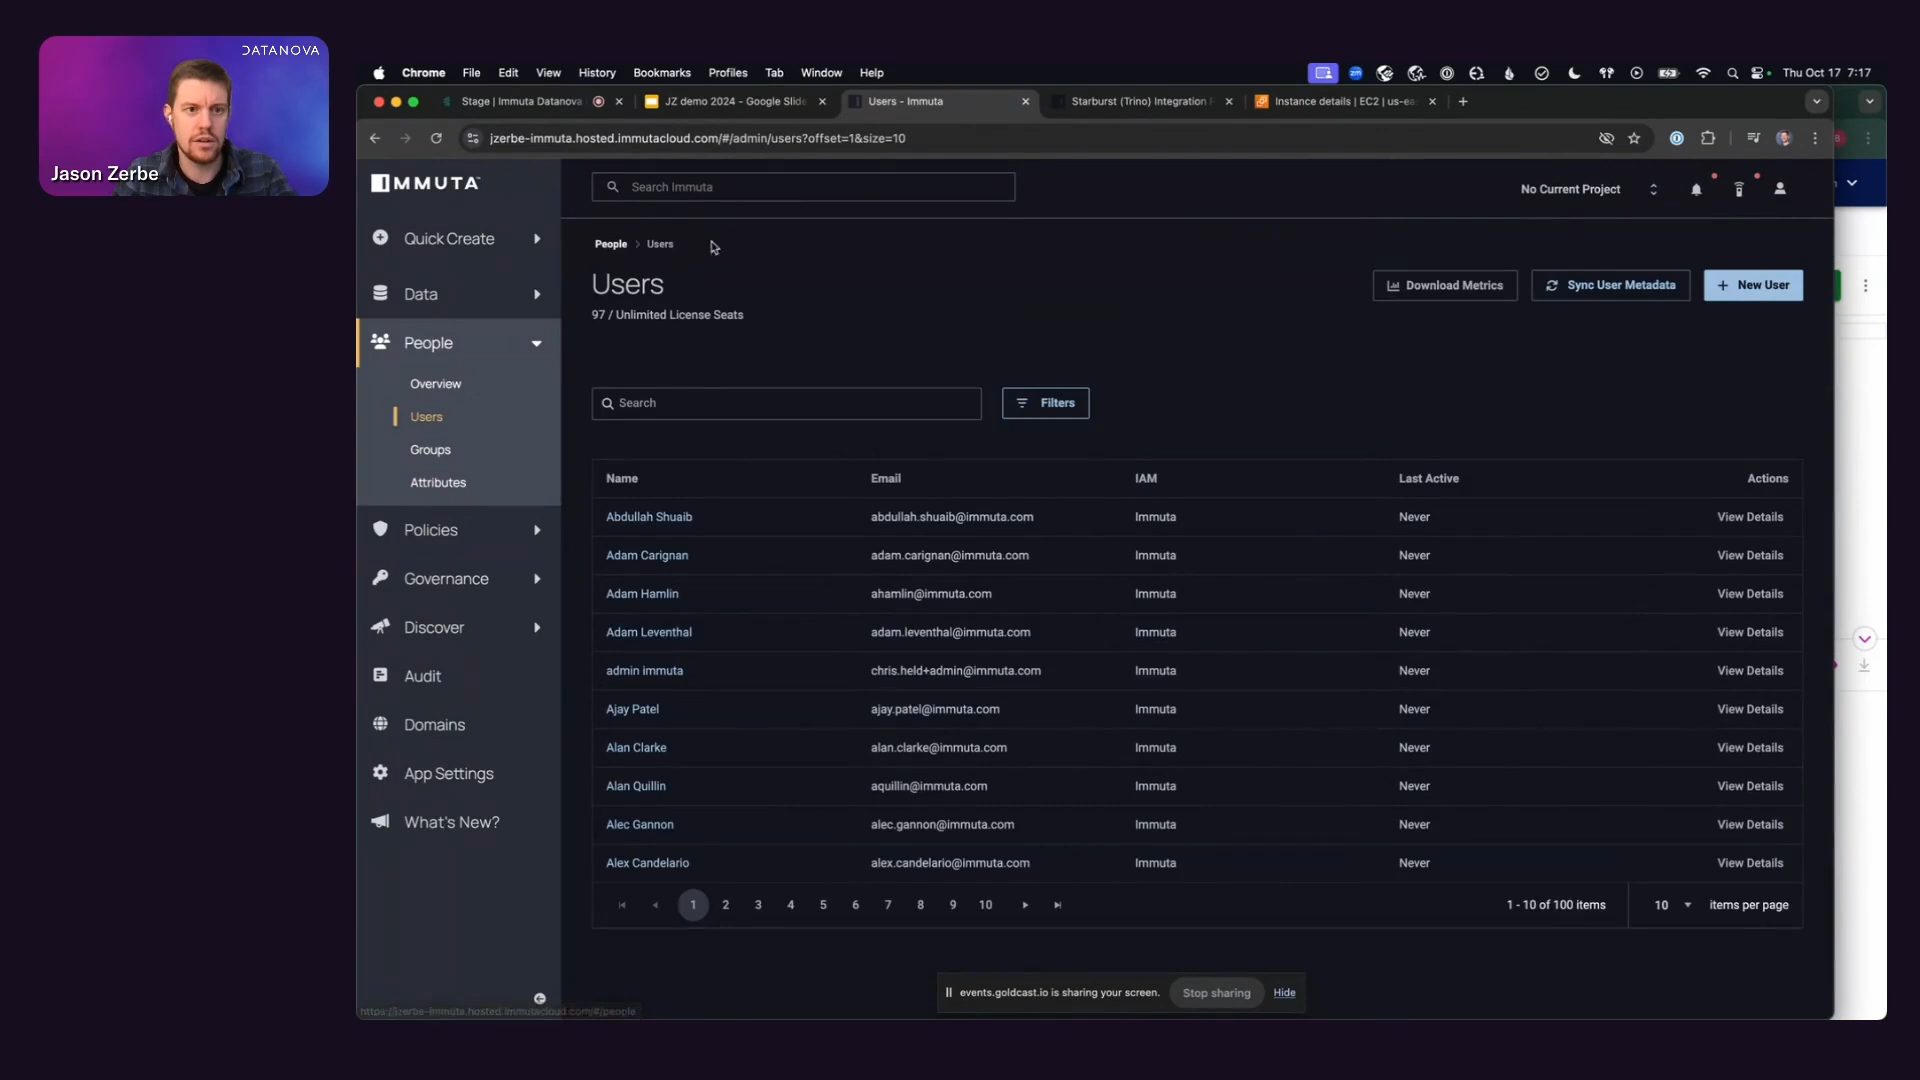 DATANOVA
Jason Zerbe
Chrome File Edit View History Bookmarks Profiles Tab Window Help
Thu Oct 17 7:17
Stage | Immuta Datanova
JZ demo 2024 - Google Slide
Users - Immuta
Starburst (Trino) Integration
Instance details | EC2 | us-ea
jzerbe-immuta.hosted.immutacloud.com/#/admin/users?offset=1&size=10
IMMUTA
Search Immuta
No Current Project
Quick Create
Data
People
Overview
Users
Groups
Attributes
Policies
Governance
Discover
Audit
Domains
App Settings
What's New?
People > Users
Users
97 / Unlimited License Seats
Download Metrics
Sync User Metadata
+ New User
Search
Filters
Name Email IAM Last Active Actions
Abdullah Shuaib abdullah.shuaib@immuta.com Immuta Never View Details
Adam Carignan adam.carignan@immuta.com Immuta Never View Details
Adam Hamlin ahamlin@immuta.com Immuta Never View Details
Adam Leventhal adam.leventhal@immuta.com Immuta Never View Details
admin immuta chris.held+admin@immuta.com Immuta Never View Details
Ajay Patel ajay.patel@immuta.com Immuta Never View Details
Alan Clarke alan.clarke@immuta.com Immuta Never View Details
Alan Quillin aquillin@immuta.com Immuta Never View Details
Alec Gannon alec.gannon@immuta.com Immuta Never View Details
Alex Candelario alex.candelario@immuta.com Immuta Never View Details
1 2 3 4 5 6 7 8 9 10
1 - 10 of 100 items
10 items per page
events.goldcast.io is sharing your screen.
Stop sharing
Hide
https://jzerbe-immuta.hosted.immutacloud.com/#/people